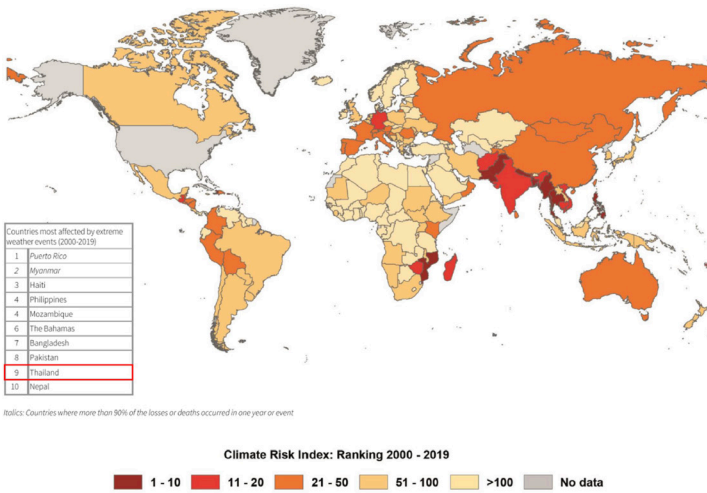 Countries most affected by extreme
weather events (2000-2019)
1 Puerto Rico
2 Myanmar
3 Haiti
4 Philippines
4 Mozambique
6 The Bahamas
7 Bangladesh
8 Pakistan
9 Thailand
10 Nepal
Italics: Countries where more than 90% of the losses or deaths occurred in one year or event
Climate Risk Index: Ranking 2000 - 2019
1 - 10 11 - 20 21 - 50 51 - 100 >100 No data